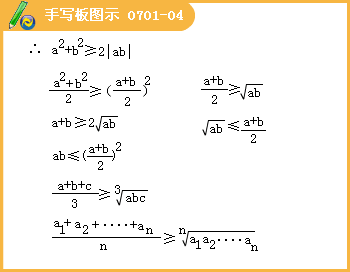 手写板图示 0701-04
∴ a²+b²≥2|ab|
(a²+b²)/2 ≥ ((a+b)/2)² (a+b)/2 ≥ √ab
a+b≥2√ab √ab ≤ (a+b)/2
ab≤((a+b)/2)²
(a+b+c)/3 ≥ ³√abc
(a₁+a₂+····+aₙ)/n ≥ ⁿ√a₁a₂····aₙ